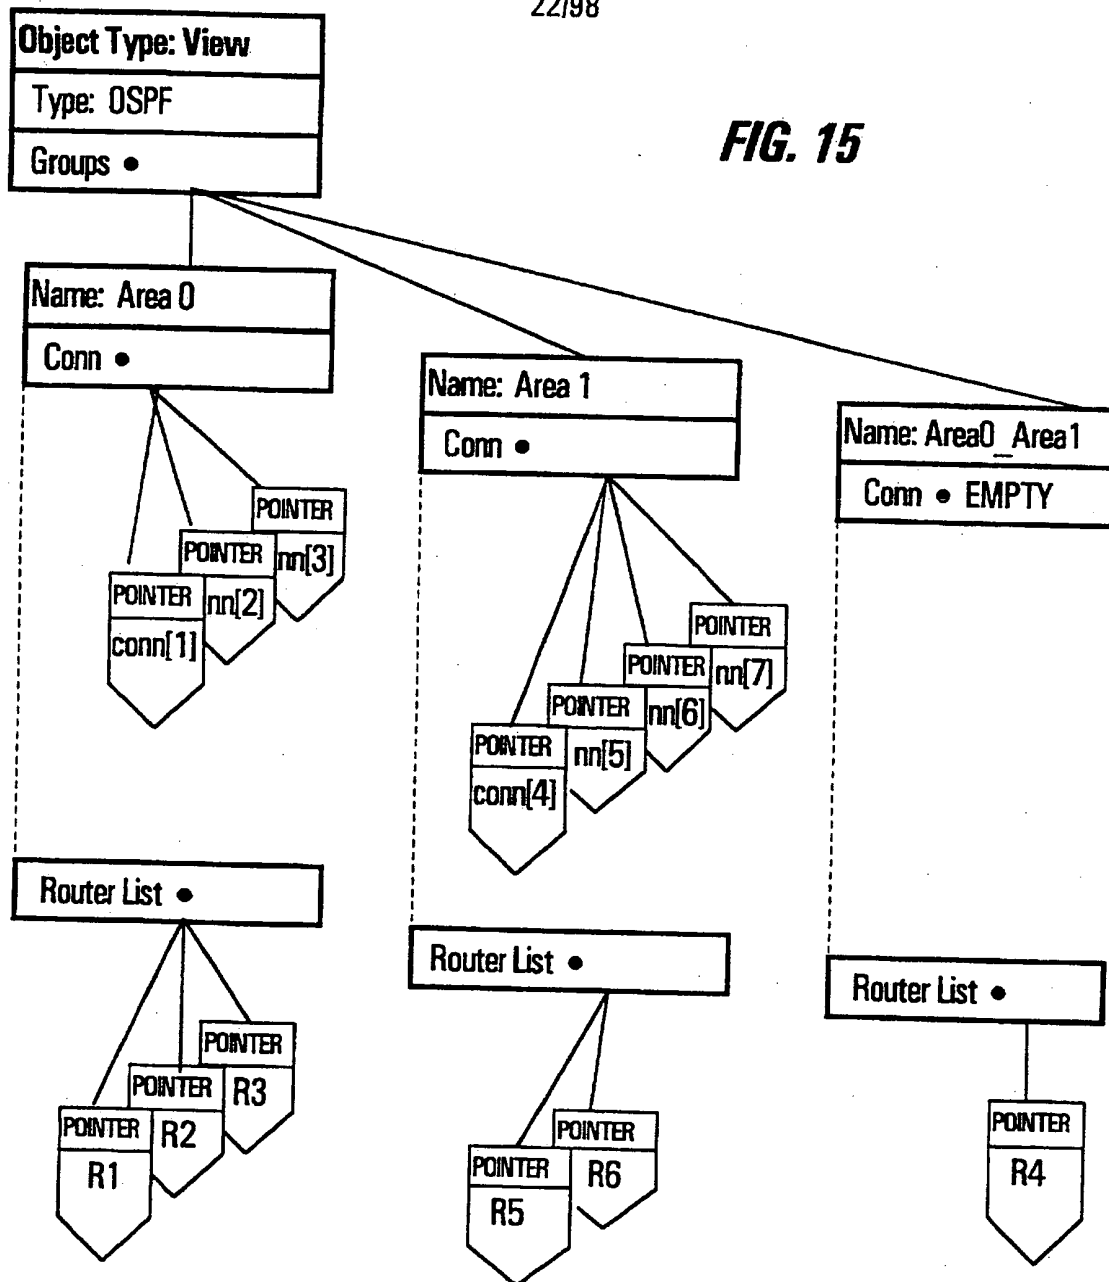 22/98
Object Type: View
Type: OSPF
Groups •
FIG. 15
Name: Area 0
Conn •
Name: Area 1
Conn •
Name: Area0_Area1
Conn • EMPTY
POINTER
nn[3]
POINTER
nn[2]
POINTER
conn[1]
POINTER
nn[7]
POINTER
nn[6]
POINTER
nn[5]
POINTER
conn[4]
Router List •
Router List •
Router List •
POINTER
R3
POINTER
R2
POINTER
R1
POINTER
R6
POINTER
R5
POINTER
R4